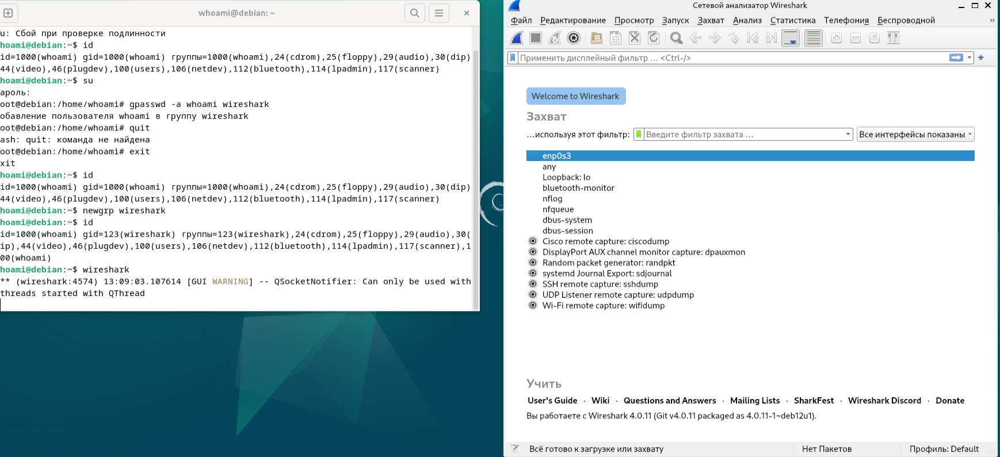 whoami@debian: ~
u: Сбой при проверке подлинности
hoami@debian:~$ id
id=1000(whoami) gid=1000(whoami) группы=1000(whoami),24(cdrom),25(floppy),29(audio),30(dip)
44(video),46(plugdev),100(users),106(netdev),112(bluetooth),114(lpadmin),117(scanner)
hoami@debian:~$ su
ароль:
oot@debian:/home/whoami# gpasswd -a whoami wireshark
обавление пользователя whoami в группу wireshark
oot@debian:/home/whoami# quit
ash: quit: команда не найдена
oot@debian:/home/whoami# exit
xit
hoami@debian:~$ id
id=1000(whoami) gid=1000(whoami) группы=1000(whoami),24(cdrom),25(floppy),29(audio),30(dip)
44(video),46(plugdev),100(users),106(netdev),112(bluetooth),114(lpadmin),117(scanner)
hoami@debian:~$ newgrp wireshark
hoami@debian:~$ id
id=1000(whoami) gid=123(wireshark) группы=123(wireshark),24(cdrom),25(floppy),29(audio),30(
ip),44(video),46(plugdev),100(users),106(netdev),112(bluetooth),114(lpadmin),117(scanner),1
00(whoami)
hoami@debian:~$ wireshark
** (wireshark:4574) 13:09:03.107614 [GUI WARNING] -- QSocketNotifier: Can only be used with
threads started with QThread
Сетевой анализатор Wireshark
Файл Редактирование Просмотр Запуск Захват Анализ Статистика Телефония Беспроводной »
Применить дисплейный фильтр … <Ctrl-/>
Welcome to Wireshark
Захват
…используя этот фильтр: Введите фильтр захвата … Все интерфейсы показаны
enp0s3
any
Loopback: lo
bluetooth-monitor
nflog
nfqueue
dbus-system
dbus-session
Cisco remote capture: ciscodump
DisplayPort AUX channel monitor capture: dpauxmon
Random packet generator: randpkt
systemd Journal Export: sdjournal
SSH remote capture: sshdump
UDP Listener remote capture: udpdump
Wi-Fi remote capture: wifidump
Учить
User's Guide · Wiki · Questions and Answers · Mailing Lists · SharkFest · Wireshark Discord · Donate
Вы работаете с Wireshark 4.0.11 (Git v4.0.11 packaged as 4.0.11-1~deb12u1).
Всё готово к загрузке или захвату Нет Пакетов Профиль: Default